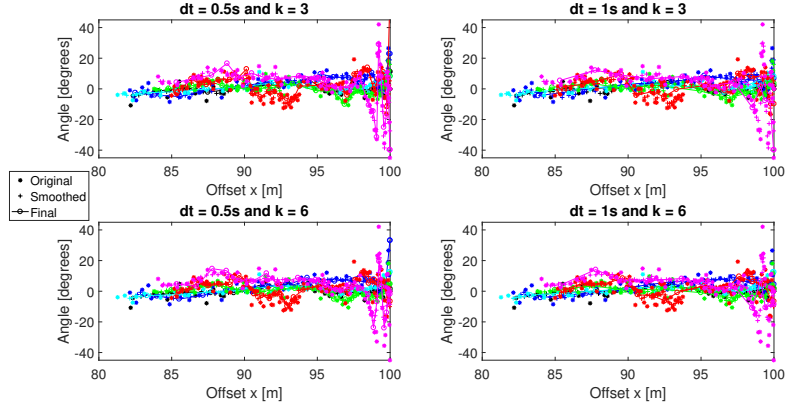 dt = 0.5s and k = 3
Angle [degrees]
40
20
0
-20
-40
80 85 90 95 100
Offset x [m]
dt = 1s and k = 3
Angle [degrees]
40
20
0
-20
-40
80 85 90 95 100
Offset x [m]
Original
Smoothed
Final
dt = 0.5s and k = 6
Angle [degrees]
40
20
0
-20
-40
80 85 90 95 100
Offset x [m]
dt = 1s and k = 6
Angle [degrees]
40
20
0
-20
-40
80 85 90 95 100
Offset x [m]